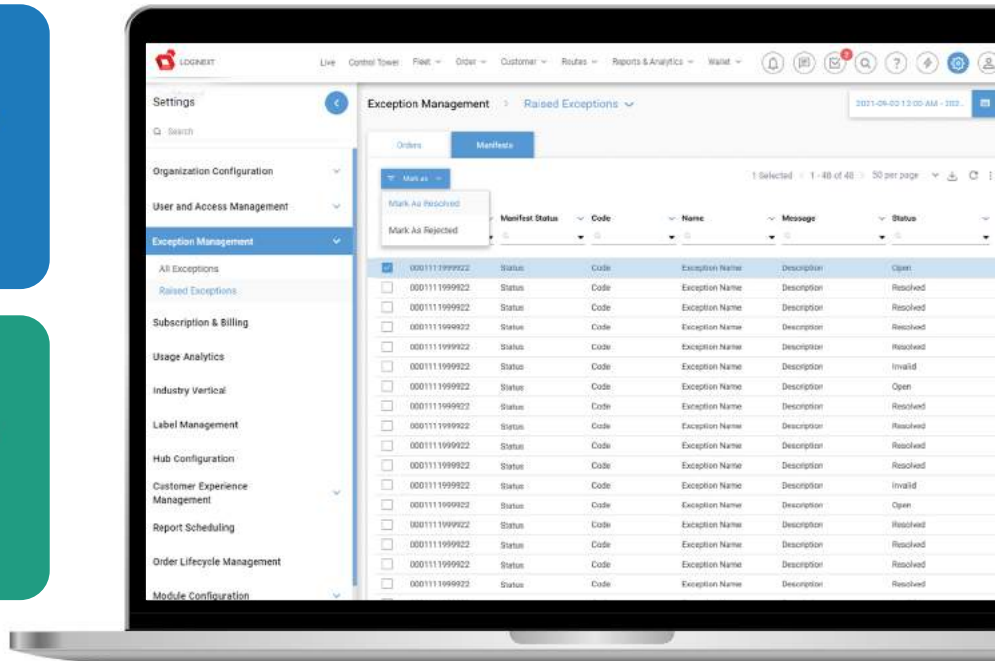 LOGINEXT
Live Control Tower Fleet Order Customer Routes Reports & Analytics Wallet
Settings
Exception Management > Raised Exceptions
Search
Orders Manifests
Organization Configuration
Mark as
1 Selected < 1 - 48 of 48 > 50 per page
Mark As Resolved
Mark As Rejected
User and Access Management
Manifest Status Code Name Message Status
Exception Management
All Exceptions
Raised Exceptions
Subscription & Billing
Usage Analytics
Industry Vertical
Label Management
Hub Configuration
Customer Experience
Management
Report Scheduling
Order Lifecycle Management
Module Configuration
0001111999922 Status Code Exception Name Description Open
0001111999922 Status Code Exception Name Description Resolved
0001111999922 Status Code Exception Name Description Resolved
0001111999922 Status Code Exception Name Description Resolved
0001111999922 Status Code Exception Name Description Resolved
0001111999922 Status Code Exception Name Description Invalid
0001111999922 Status Code Exception Name Description Open
0001111999922 Status Code Exception Name Description Resolved
0001111999922 Status Code Exception Name Description Resolved
0001111999922 Status Code Exception Name Description Resolved
0001111999922 Status Code Exception Name Description Resolved
0001111999922 Status Code Exception Name Description Invalid
0001111999922 Status Code Exception Name Description Open
0001111999922 Status Code Exception Name Description Resolved
0001111999922 Status Code Exception Name Description Resolved
0001111999922 Status Code Exception Name Description Resolved
0001111999922 Status Code Exception Name Description Resolved